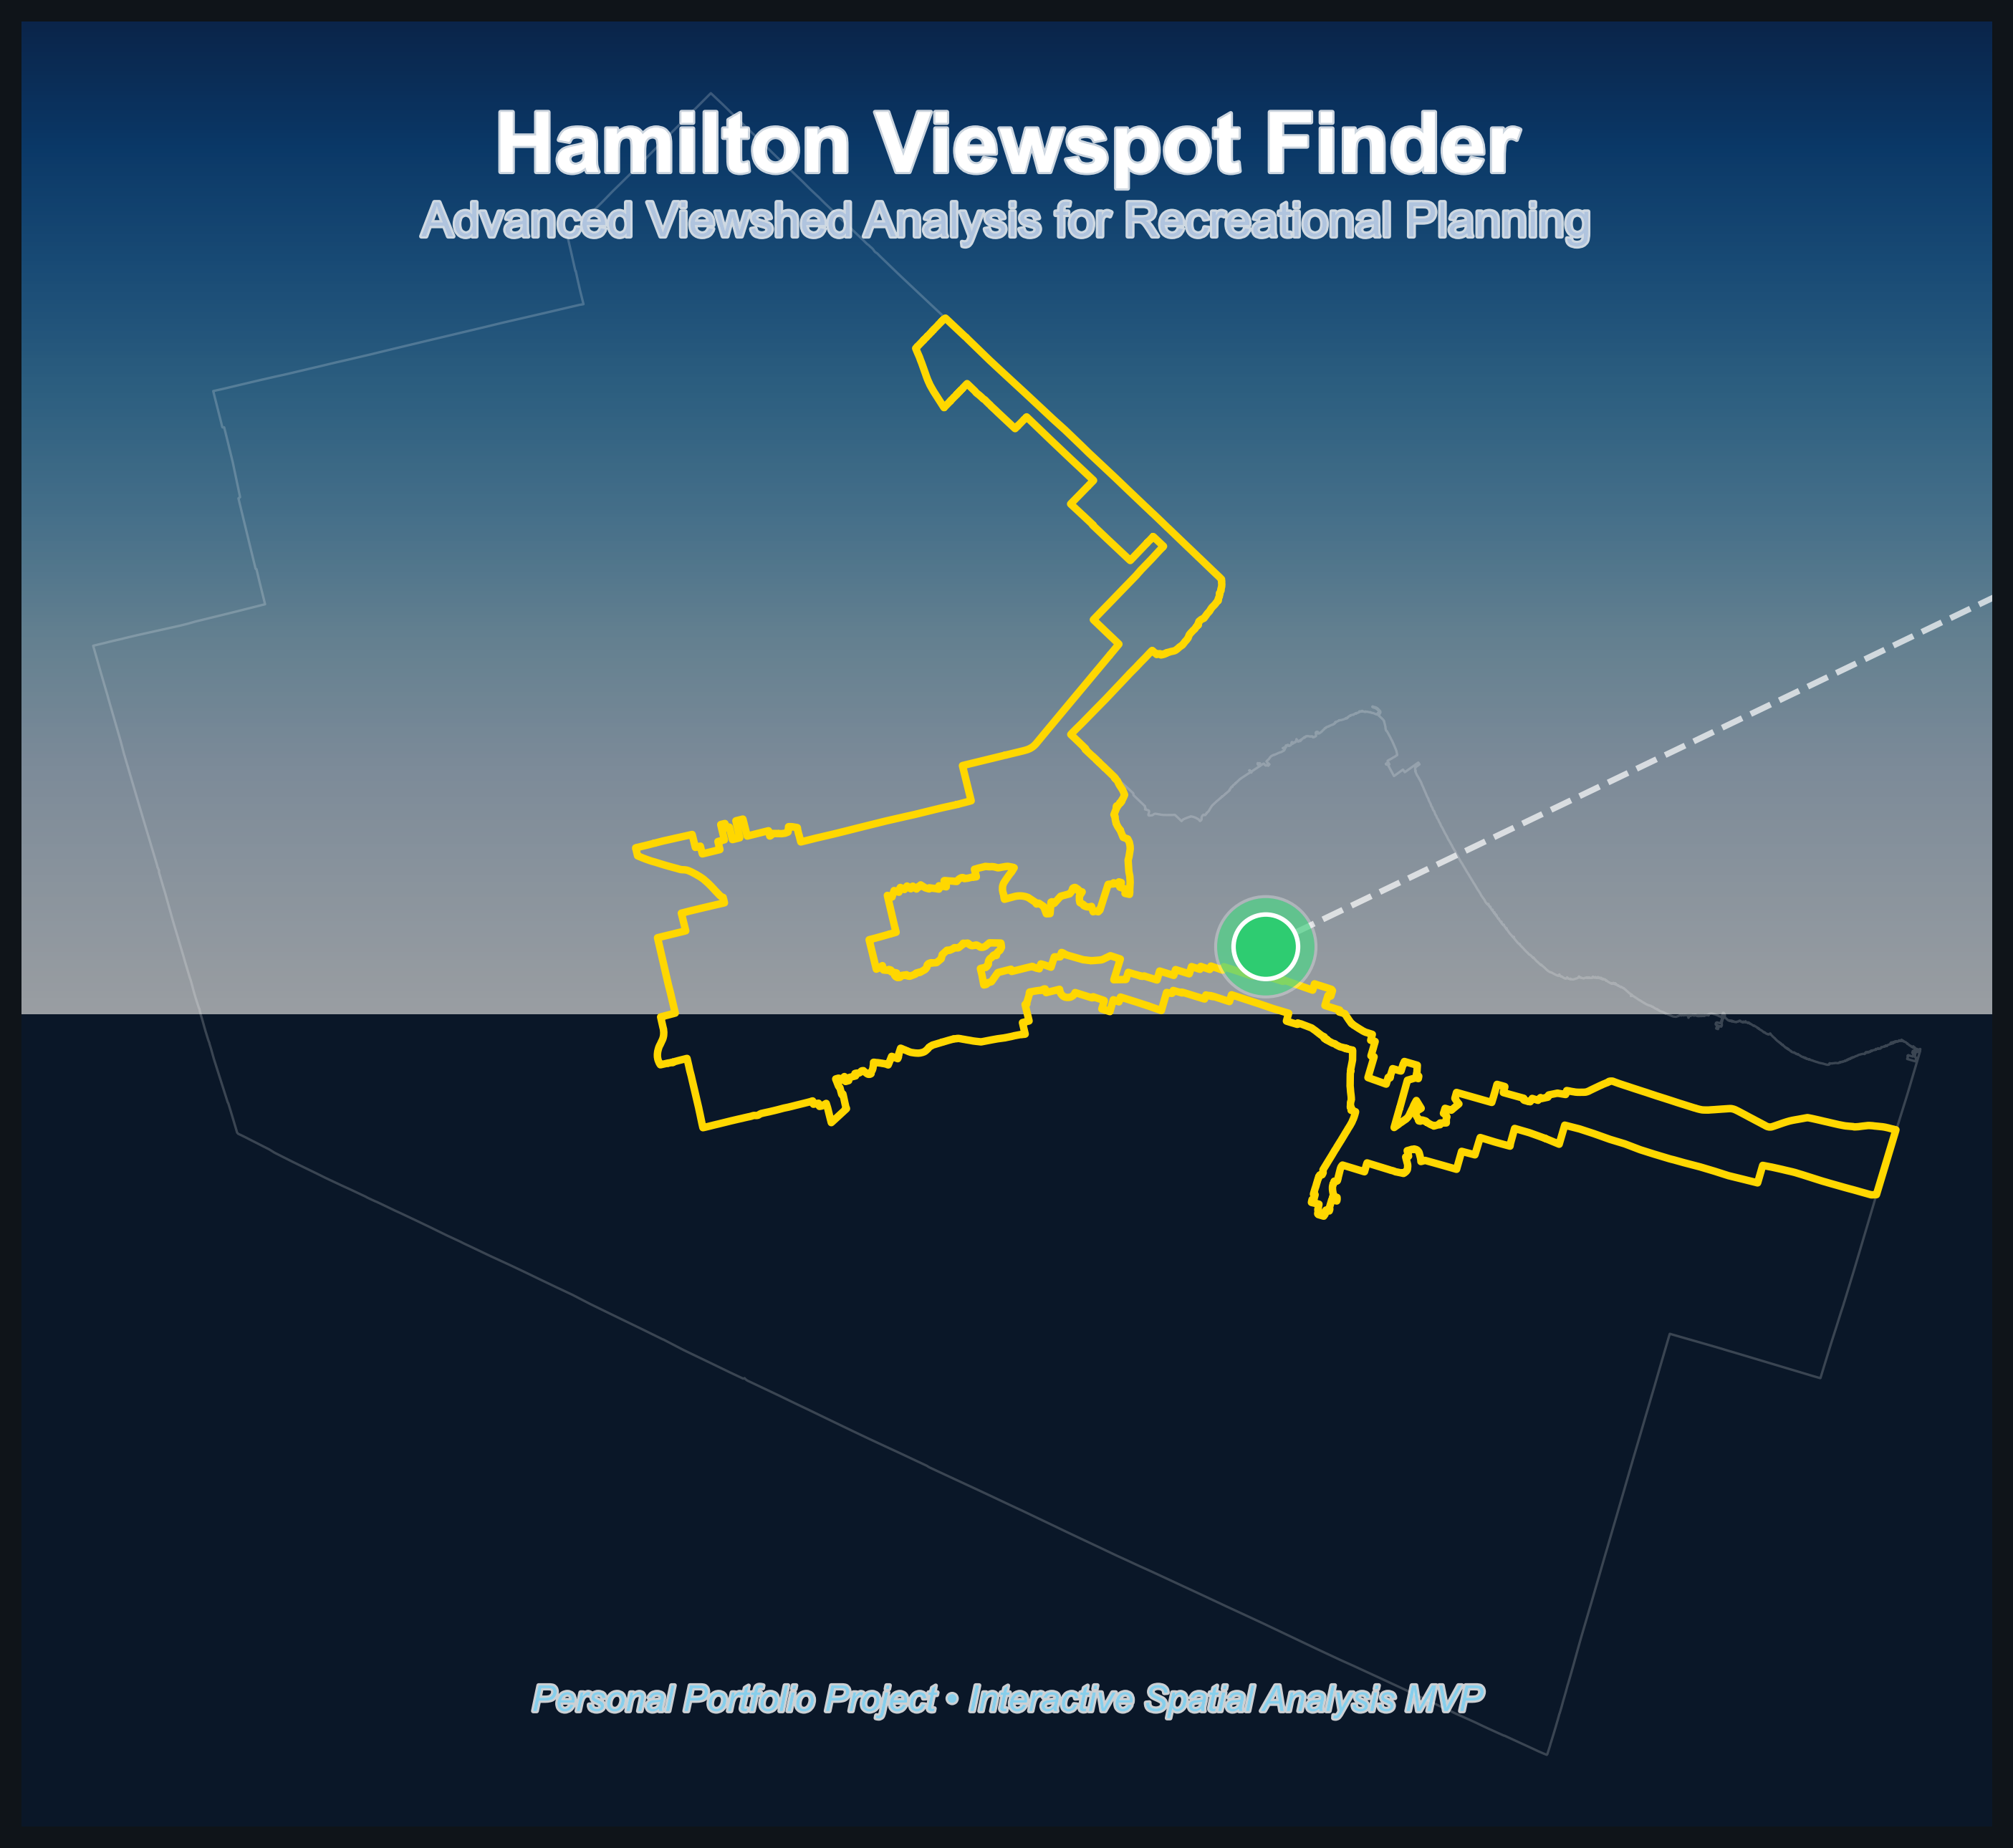 Hamilton Viewspot Finder
Advanced Viewshed Analysis for Recreational Planning
Personal Portfolio Project • Interactive Spatial Analysis MVP